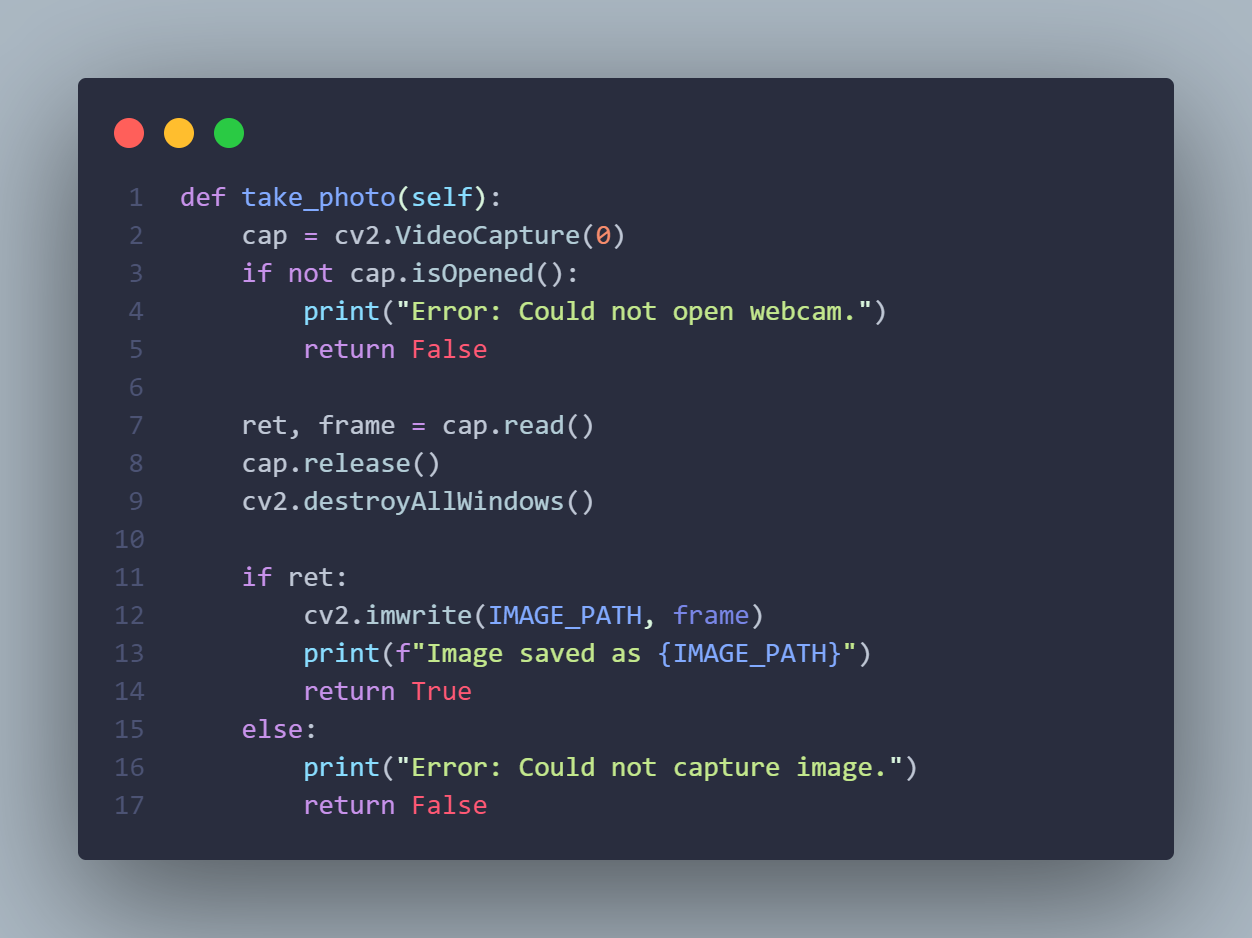 1 def take_photo(self):
2     cap = cv2.VideoCapture(0)
3     if not cap.isOpened():
4         print("Error: Could not open webcam.")
5         return False
6
7     ret, frame = cap.read()
8     cap.release()
9     cv2.destroyAllWindows()
10
11     if ret:
12         cv2.imwrite(IMAGE_PATH, frame)
13         print(f"Image saved as {IMAGE_PATH}")
14         return True
15     else:
16         print("Error: Could not capture image.")
17         return False